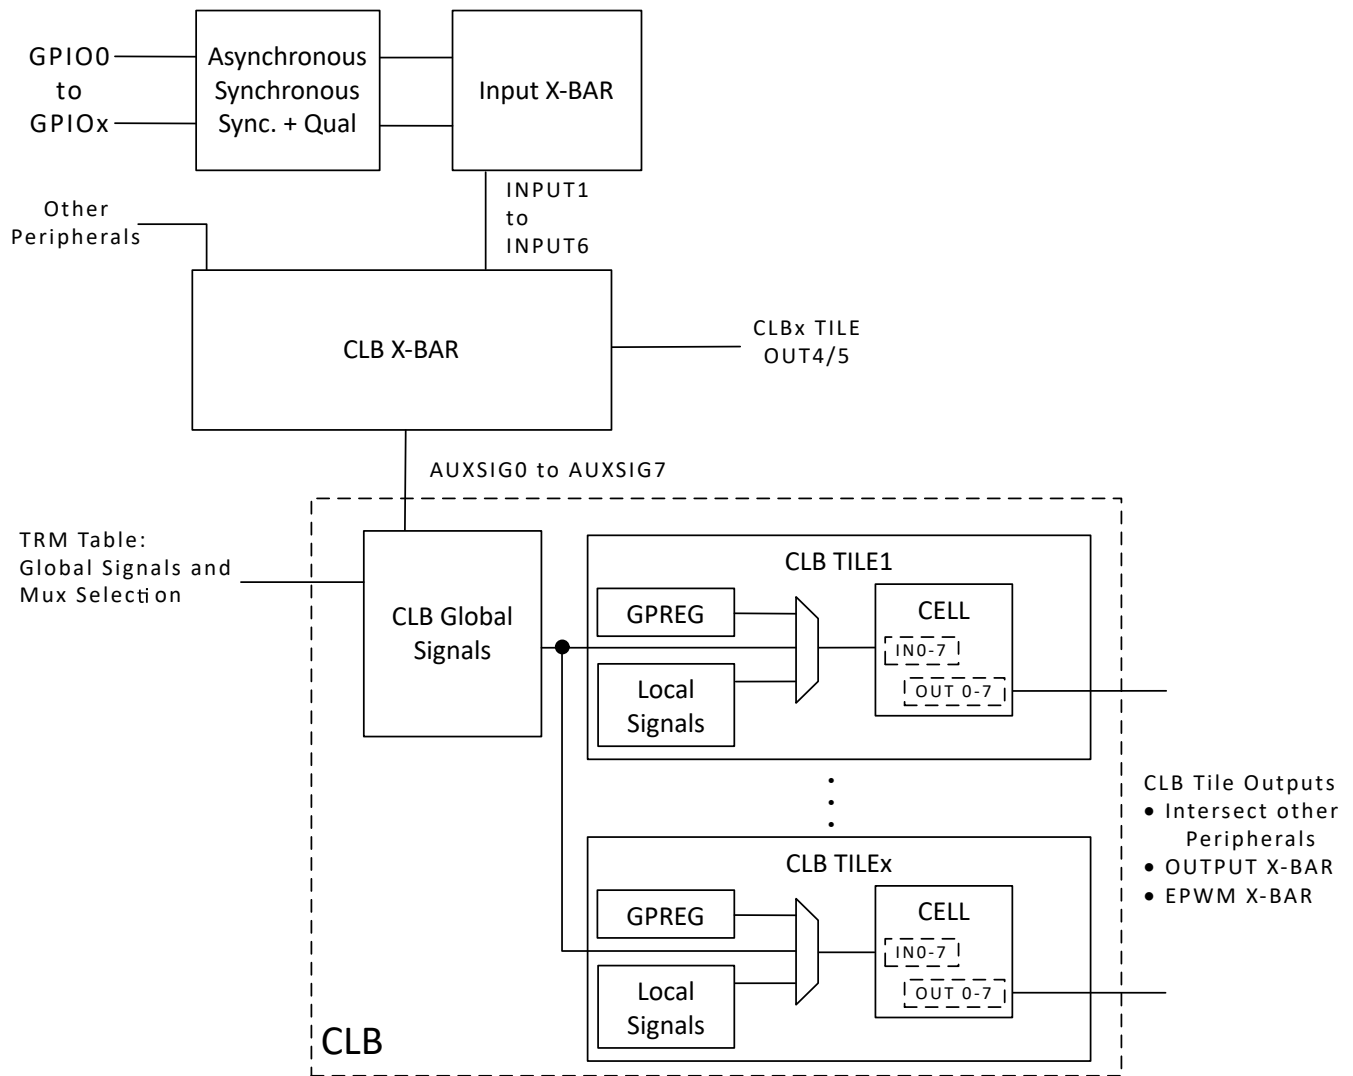 GPIO0
to
GPIOx
Asynchronous
Synchronous
Sync. + Qual
Input X-BAR
INPUT1
to
INPUT6
Other
Peripherals
CLB X-BAR
CLBx TILE
OUT4/5
AUXSIG0 to AUXSIG7
TRM Table:
Global Signals and
Mux Selection
CLB Global
Signals
CLB TILE1
GPREG
Local
Signals
CELL
IN0-7
OUT 0-7
CLB TILEx
GPREG
Local
Signals
CELL
IN0-7
OUT 0-7
CLB Tile Outputs
• Intersect other
Peripherals
• OUTPUT X-BAR
• EPWM X-BAR
CLB